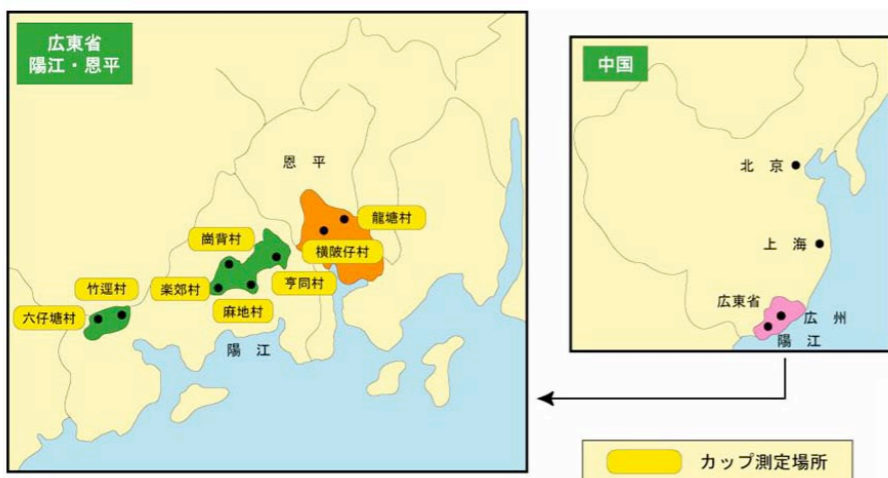 広東省
陽江・恩平
中国
恩 平
龍塘村
崗背村
横陂仔村
竹逕村
楽郊村
亨同村
六仔塘村
麻地村
陽 江
北 京
上 海
広東省
広 州
陽 江
カップ測定場所